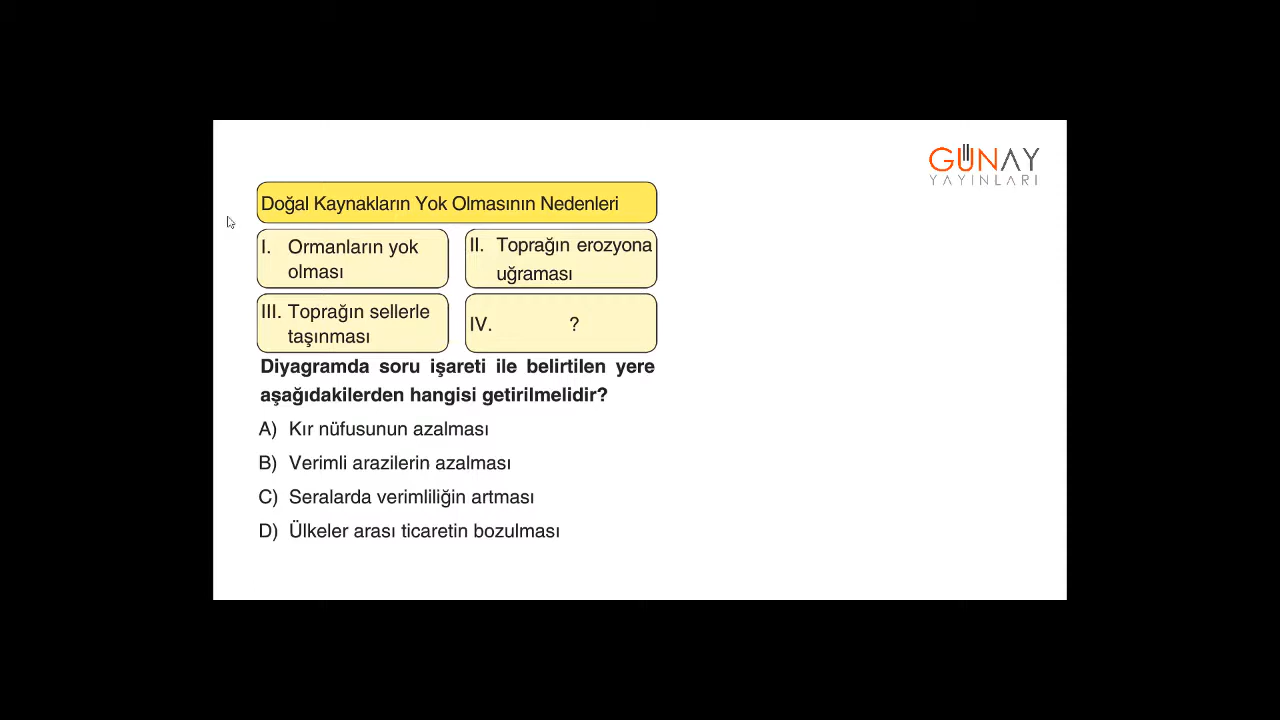 GÜNAY
YAYINLARI
Doğal Kaynakların Yok Olmasının Nedenleri
I. Ormanların yok
olması
II. Toprağın erozyona
uğraması
III. Toprağın sellerle
taşınması
IV. ?
Diyagramda soru işareti ile belirtilen yere
aşağıdakilerden hangisi getirilmelidir?
A) Kır nüfusunun azalması
B) Verimli arazilerin azalması
C) Seralarda verimliliğin artması
D) Ülkeler arası ticaretin bozulması